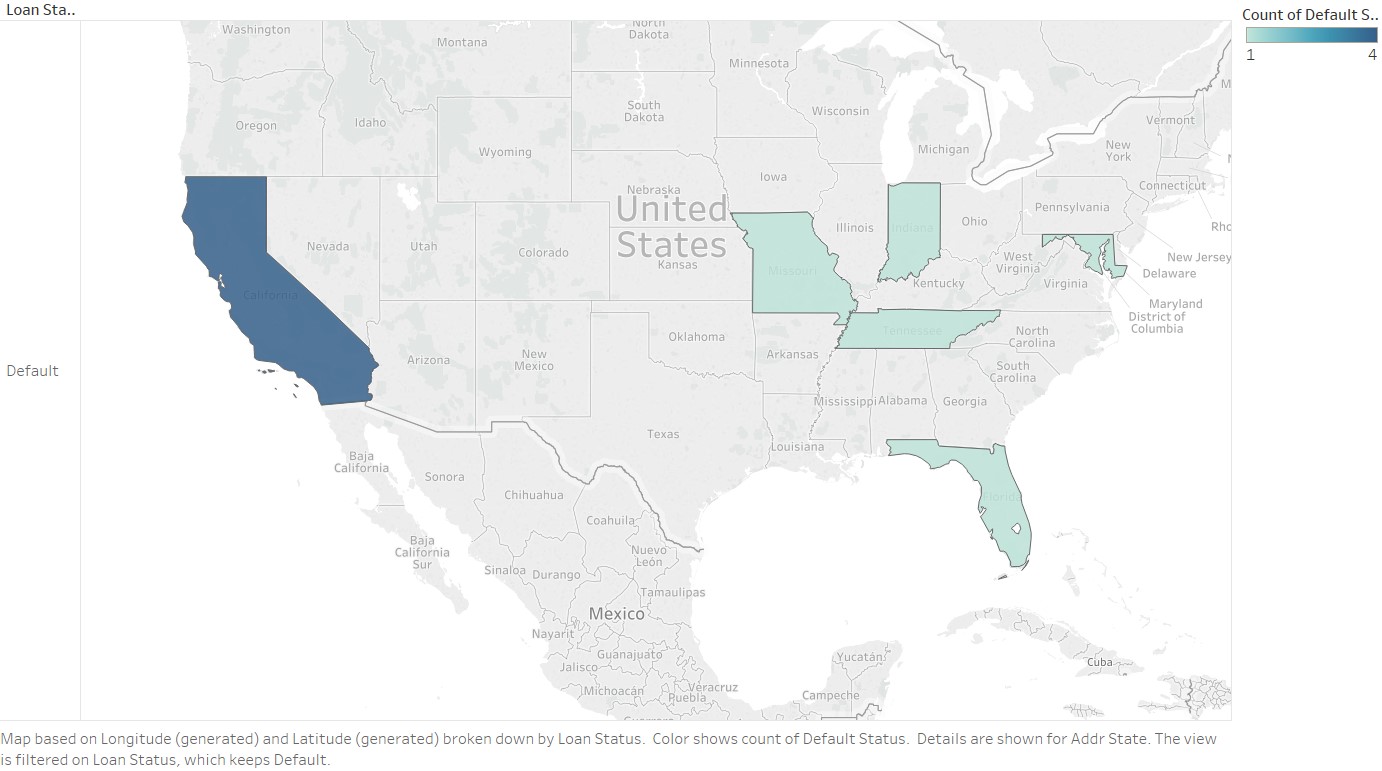 Loan Sta..
Count of Default S..
1
4
Default
Washington
Montana
North
Dakota
Minnesota
Oregon
Idaho
South
Dakota
Wisconsin
Michigan
Vermont
New
York
Wyoming
Iowa
Nebraska
Connecticut
Pennsylvania
United
States
Illinois
Indiana
Ohio
Nevada
Utah
Colorado
Kansas
Missouri
West
Virginia
Virginia
Kentucky
New Jersey
Delaware
Maryland
District of
Columbia
California
Oklahoma
Tennessee
North
Carolina
Arizona
New
Mexico
Arkansas
South
Carolina
Mississippi
Alabama
Georgia
Texas
Louisiana
Baja
California
Sonora
Chihuahua
Florida
Coahuila
Baja
California
Sur
Nuevo
León
Sinaloa
Durango
Tamaulipas
Mexico
Nayarit
Guanajuato
Yucatán
Cuba
Jalisco
Michoacán
Veracruz
Puebla
Campeche
Map based on Longitude (generated) and Latitude (generated) broken down by Loan Status.  Color shows count of Default Status.  Details are shown for Addr State. The view
is filtered on Loan Status, which keeps Default.